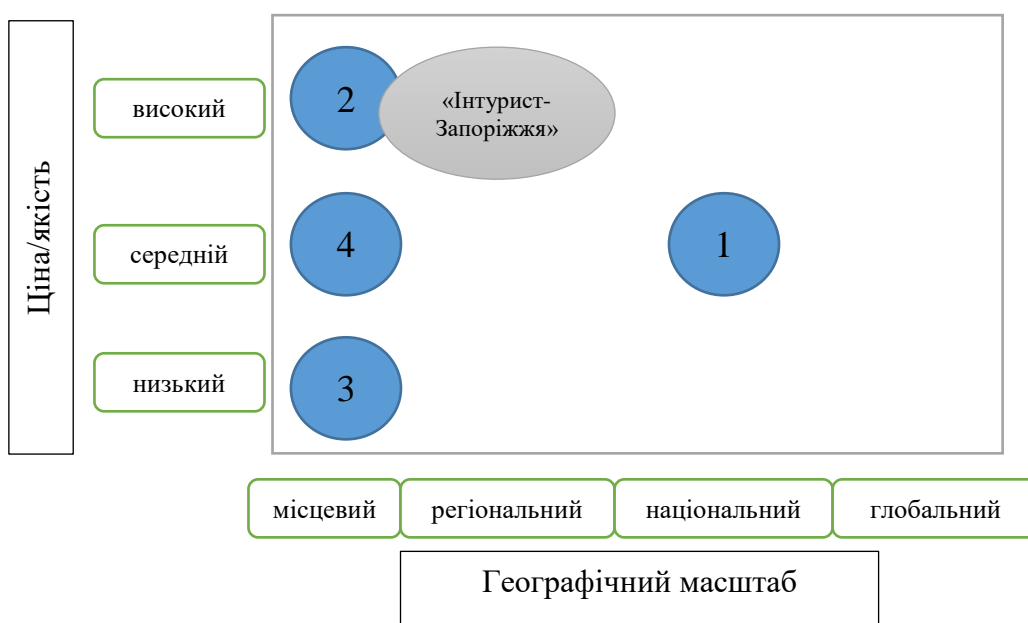 Ціна/якість
високий
2
«Інтурист-
Запоріжжя»
середній
4
1
низький
3
місцевий
регіональний
національний
глобальний
Географічний масштаб